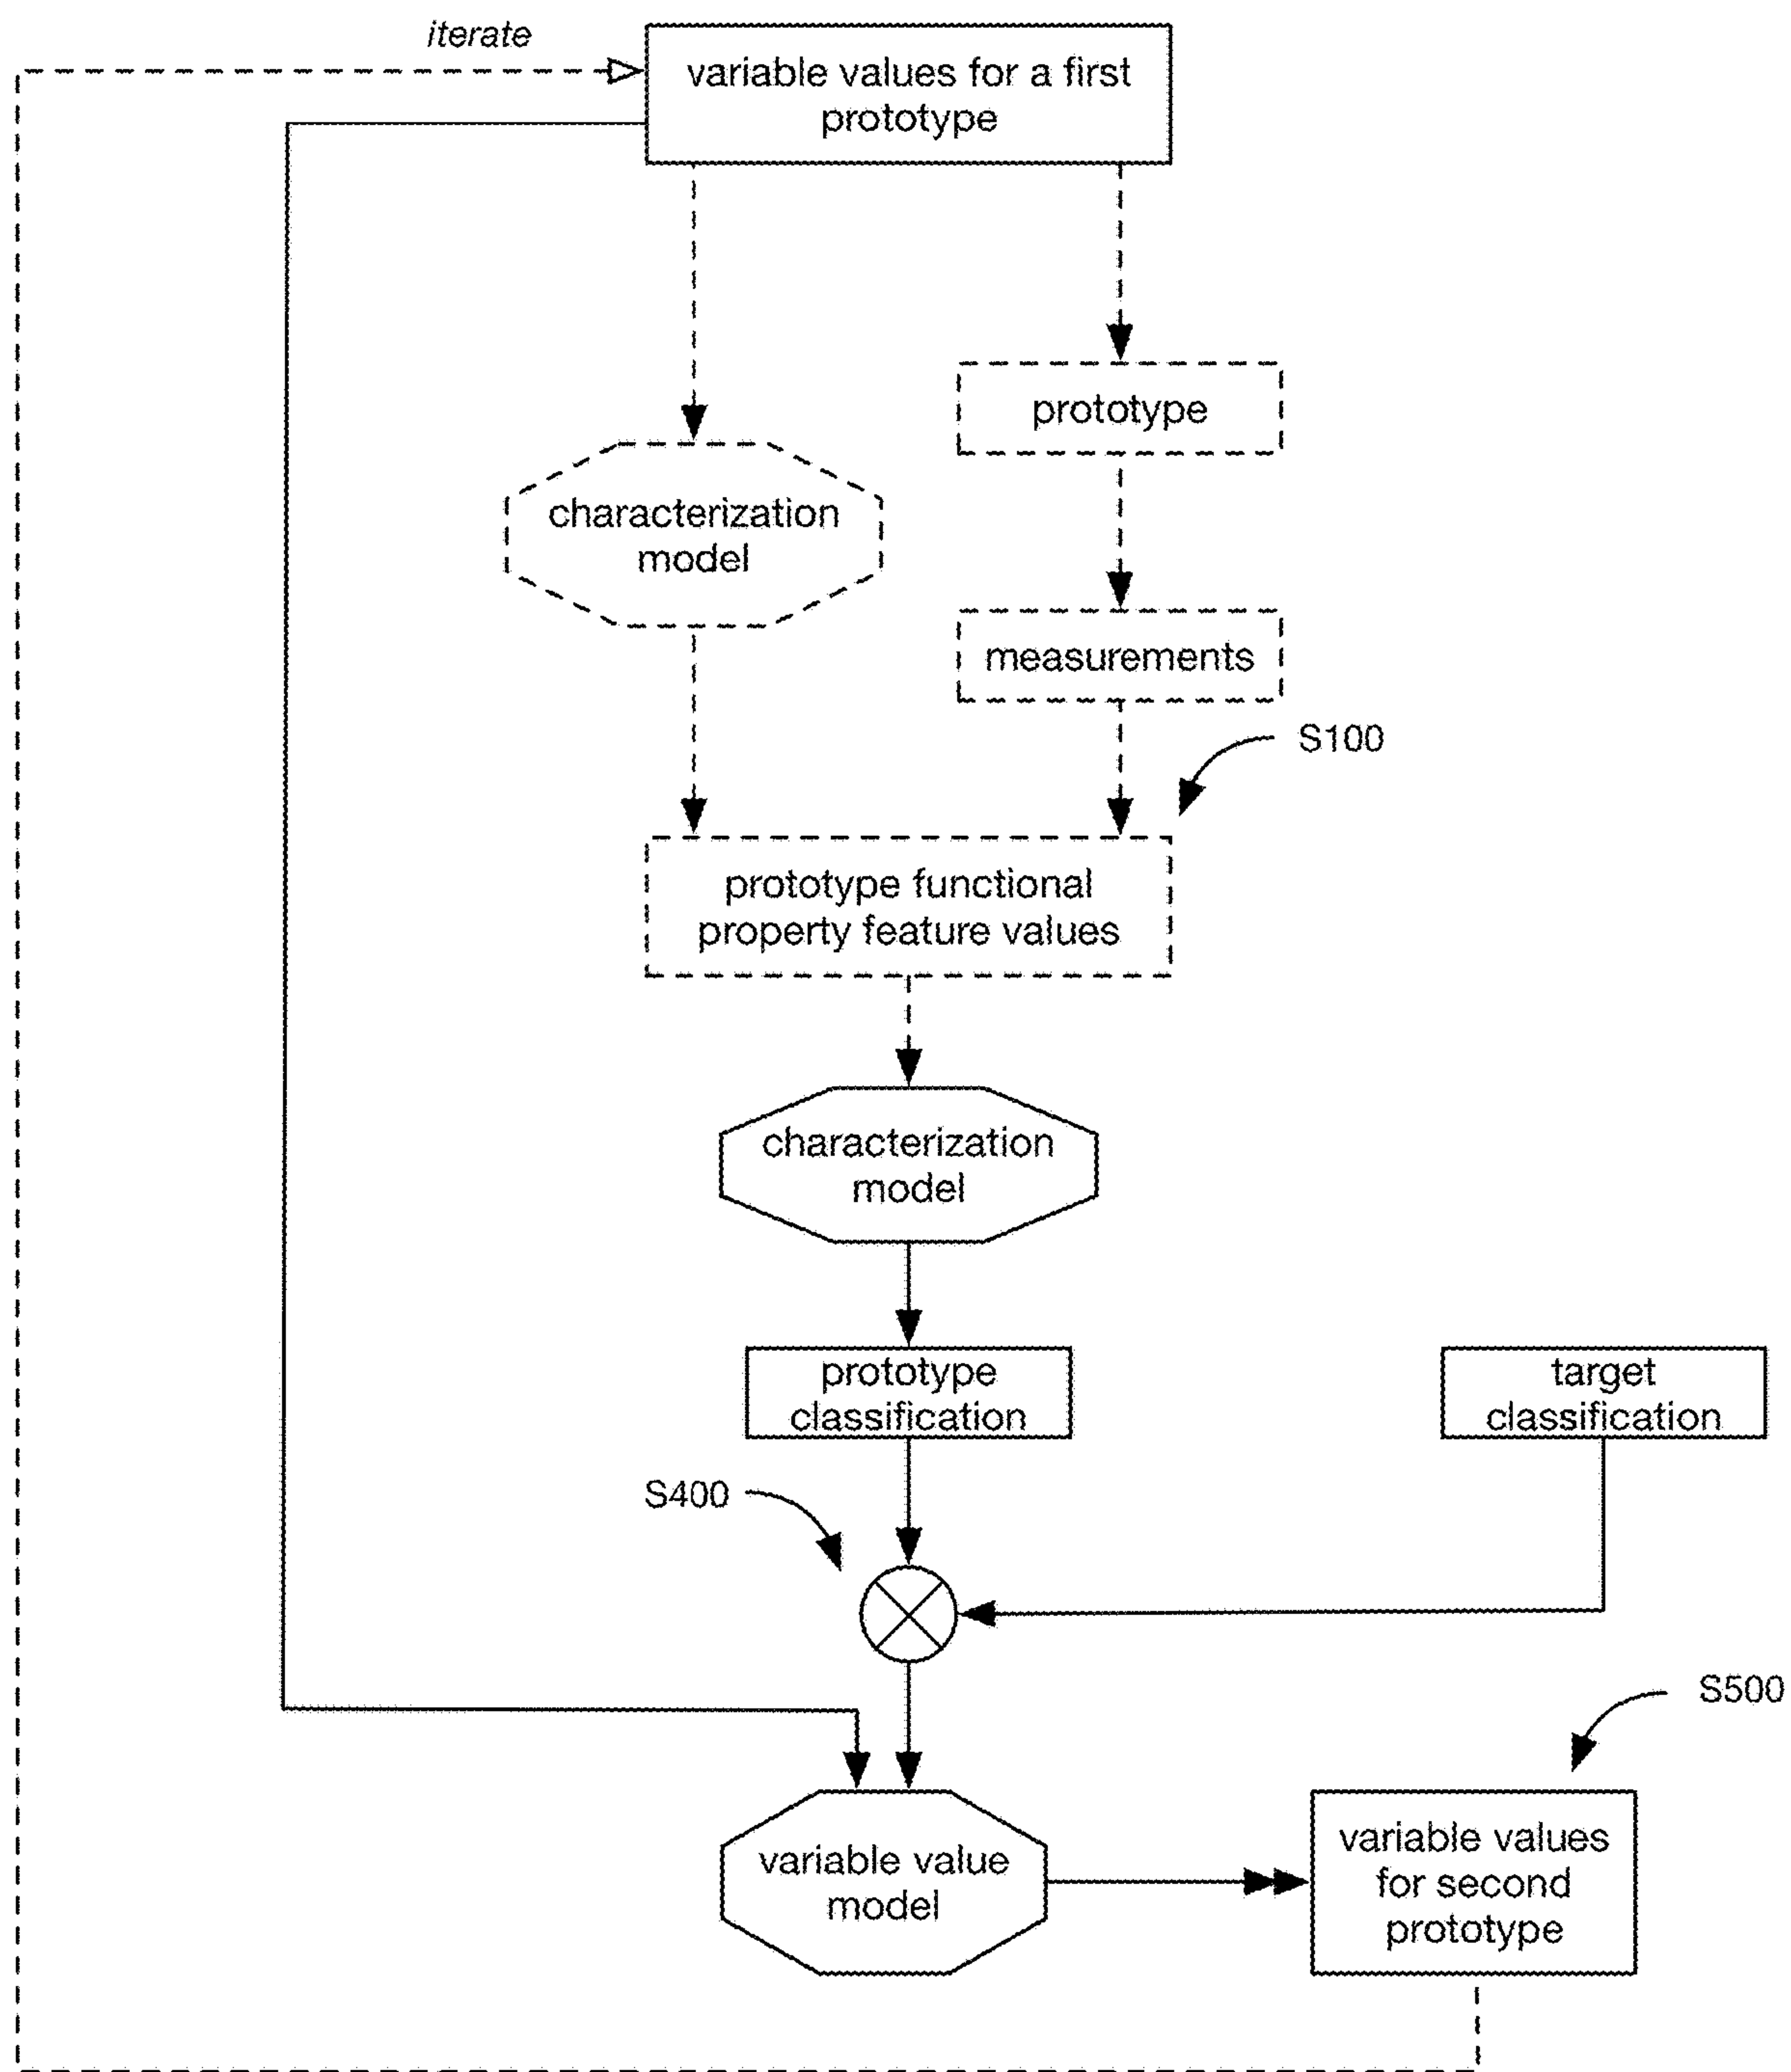 iterate
variable values for a first
prototype
prototype
characterization
model
measurements
S100
prototype functional
property feature values
characterization
model
prototype
classification
target
classification
S400
S500
variable value
model
variable values
for second
prototype